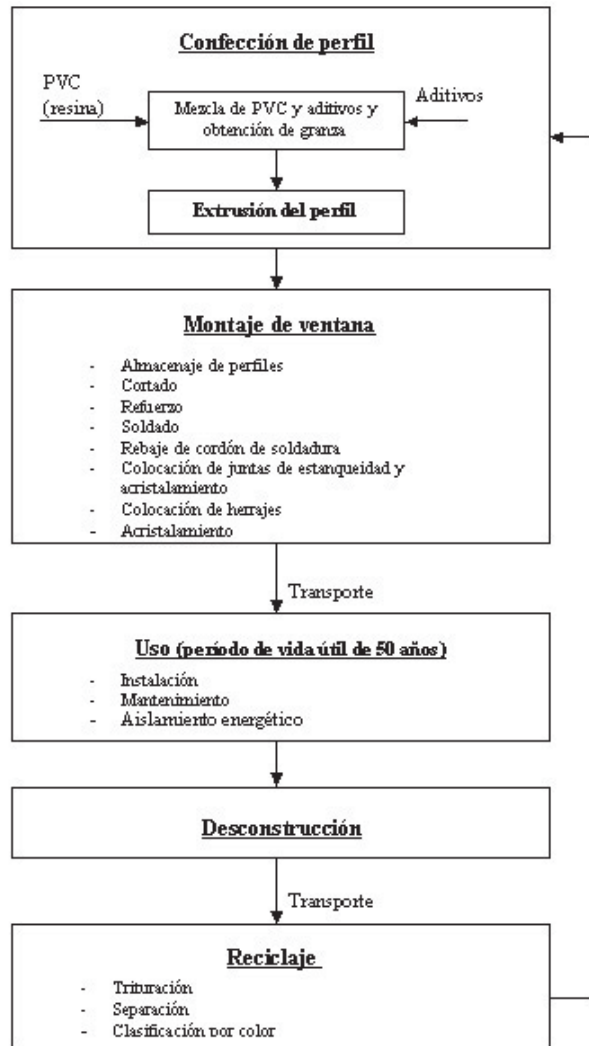 Confección de perfil
PVC
(resina)
Aditivos
Mezcla de PVC y aditivos y
obtención de granza
Extrusión del perfil
Montaje de ventana
- Almacenaje de perfiles
- Cortado
- Refuerzo
- Soldado
- Rebaje de cordón de soldadura
- Colocación de juntas de estanqueidad y
acristalamiento
- Colocación de herrajes
- Acristalamiento
Transporte
Uso (período de vida útil de 50 años)
- Instalación
- Mantenimiento
- Aislamiento energético
Desconstrucción
Transporte
Reciclaje
- Trituración
- Separación
- Clasificación por color